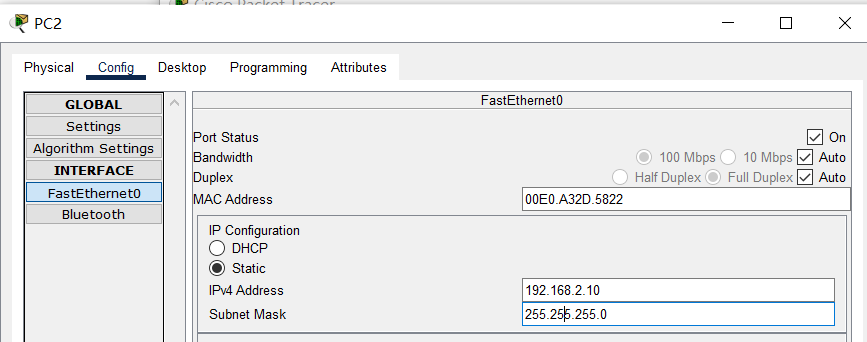 Cisco Packet Tracer
PC2
Physical Config Desktop Programming Attributes
GLOBAL
Settings
Algorithm Settings
INTERFACE
FastEthernet0
Bluetooth
FastEthernet0
Port Status On
Bandwidth 100 Mbps 10 Mbps Auto
Duplex Half Duplex Full Duplex Auto
MAC Address 00E0.A32D.5822
IP Configuration
DHCP
Static
IPv4 Address 192.168.2.10
Subnet Mask 255.255.255.0